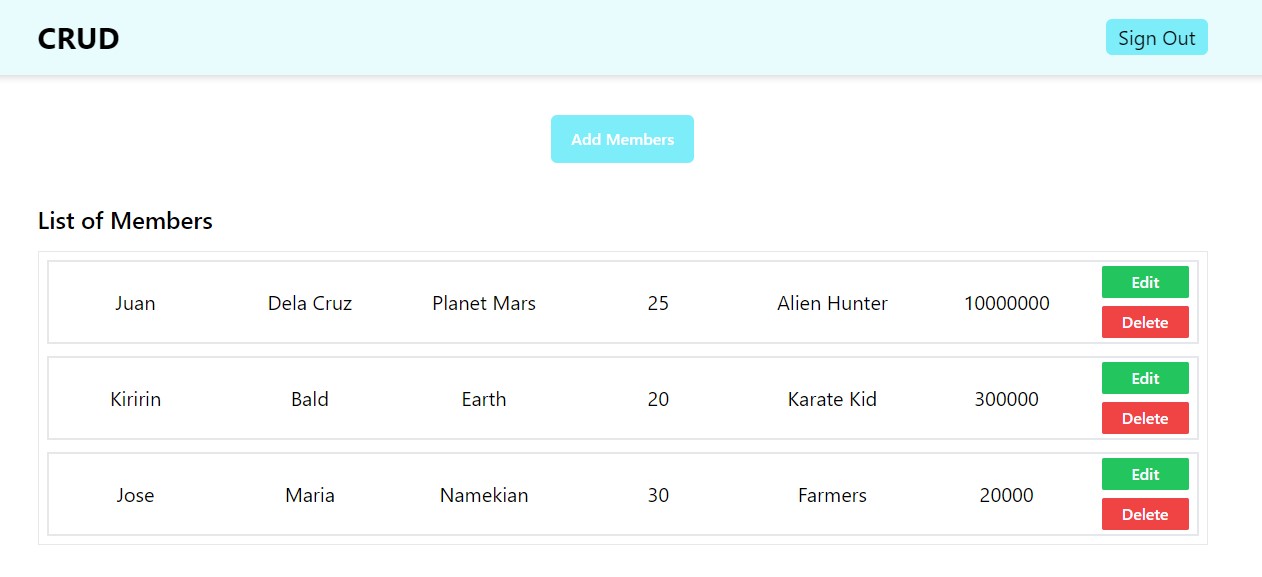 CRUD
Sign Out
Add Members
List of Members
Juan Dela Cruz Planet Mars 25 Alien Hunter 10000000
Edit
Delete
Kiririn Bald Earth 20 Karate Kid 300000
Edit
Delete
Jose Maria Namekian 30 Farmers 20000
Edit
Delete